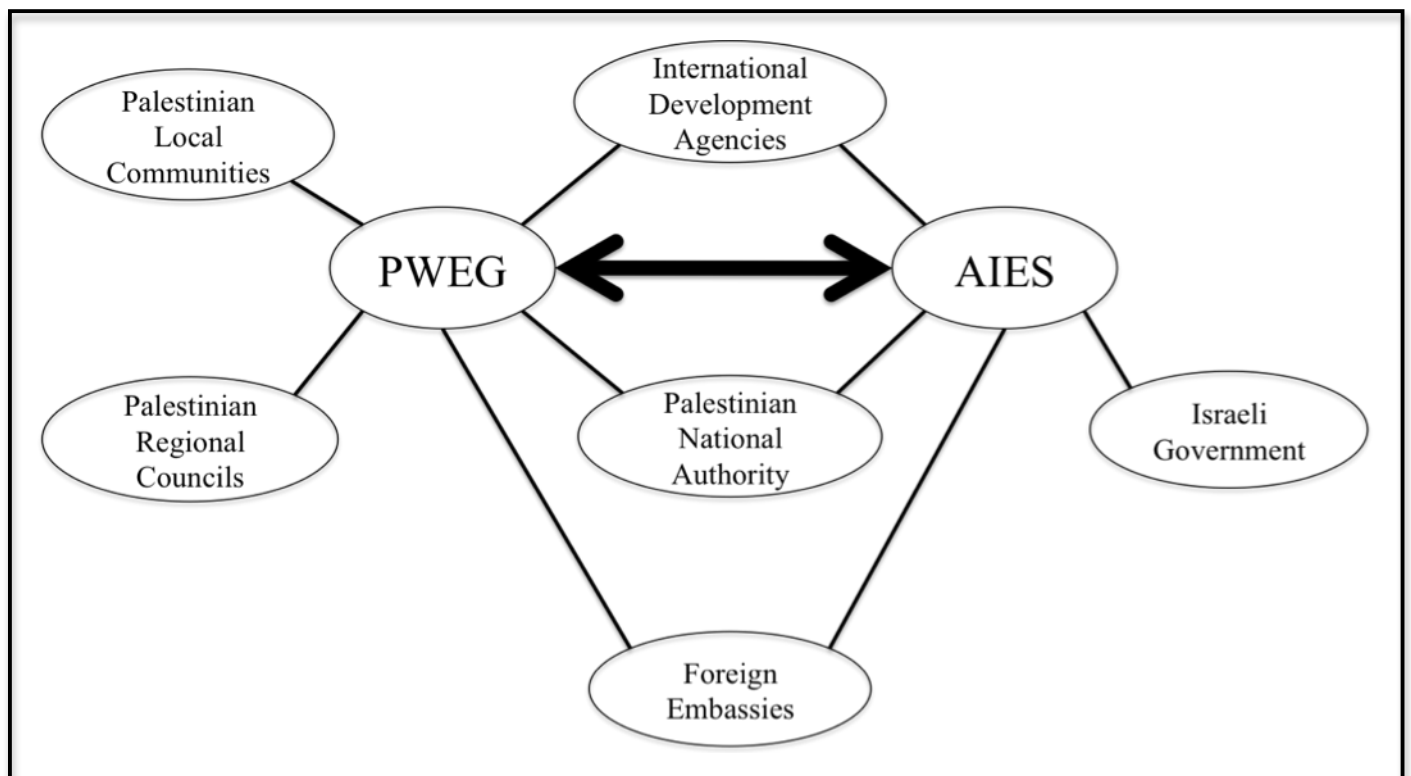 International
Development
Agencies
Palestinian
Local
Communities
PWEG
AIES
Palestinian
Regional
Councils
Palestinian
National
Authority
Israeli
Government
Foreign
Embassies